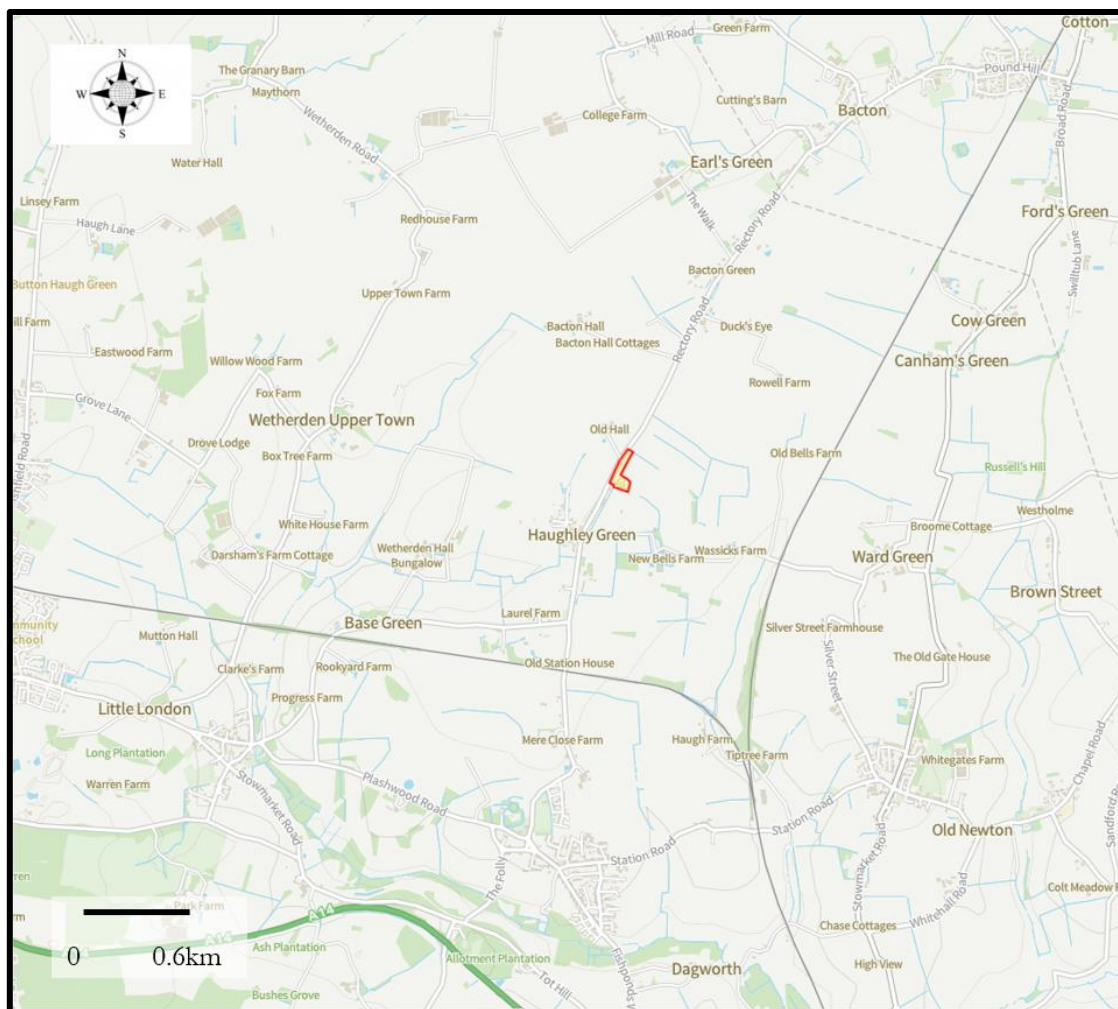 Cotton
Green Farm
Mill Road
N
W
E
S
The Granary Barn
Maythorn
Pound Hill
Cutting's Barn
Bacton
College Farm
Broad Road
Wetherden Road
Water Hall
Earl's Green
Linsey Farm
The Walk
Redhouse Farm
Ford's Green
Haugh Lane
Rectory Road
Swilltub Lane
Bacton Green
Button Haugh Green
Upper Town Farm
Bacton Hall
Duck's Eye
Cow Green
ill Farm
Bacton Hall Cottages
Rectory Road
Eastwood Farm
Willow Wood Farm
Canham's Green
Rowell Farm
Fox Farm
Grove Lane
Wetherden Upper Town
Old Hall
Drove Lodge
Old Bells Farm
Box Tree Farm
Russell's Hill
anfield Road
Westholme
White House Farm
Broome Cottage
Haughley Green
Darsham's Farm Cottage
Wetherden Hall
Bungalow
New Bells Farm
Wassicks Farm
Ward Green
Brown Street
Laurel Farm
mmunity
School
Base Green
Mutton Hall
Silver Street Farmhouse
Silver Street
Old Station House
The Old Gate House
Clarke's Farm
Rookyard Farm
Progress Farm
Little London
Mere Close Farm
Haugh Farm
Tiptree Farm
Long Plantation
Whitegates Farm
Chapel Road
Warren Farm
Stowmarket Road
Plashwood Road
Station Road
Sandford R
Old Newton
Station Road
The Folly
Stowmarket Road
Whitehall Road
Colt Meadow F
ren
Park Farm
A14
Chase Cottages
A14
Ash Plantation
Allotment Plantation
Fishponds W
0 0.6km
Dagworth
High View
Tot Hill
Bushes Grove